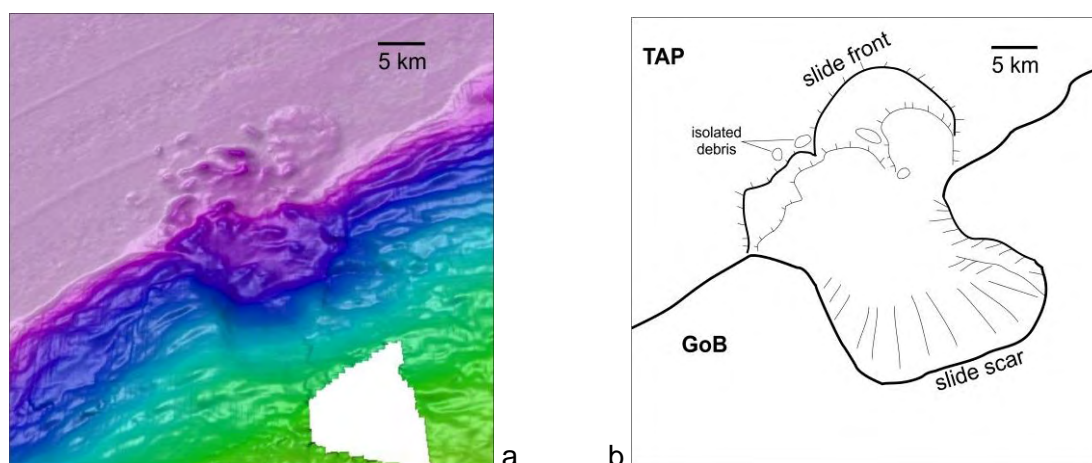 5 km
a
b
TAP
slide front
5 km
isolated
debris
GoB
slide scar